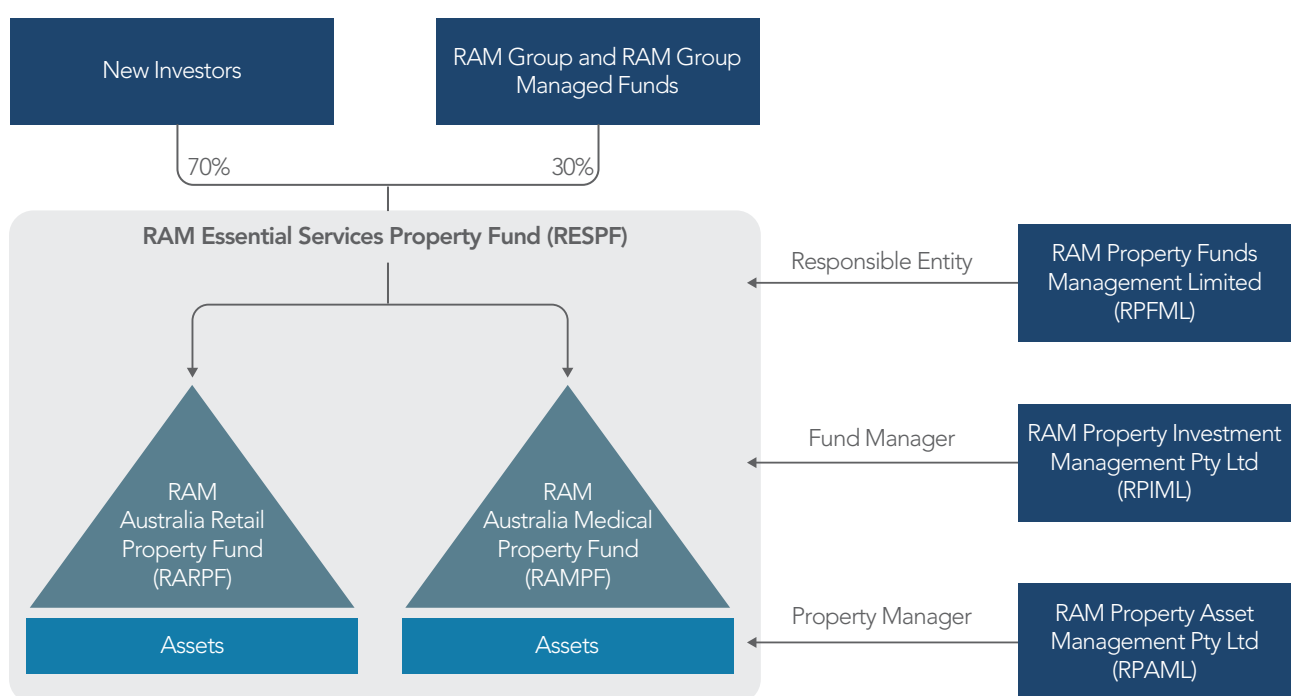 New Investors
RAM Group and RAM Group
Managed Funds
70%
30%
RAM Essential Services Property Fund (RESPF)
Responsible Entity
RAM Property Funds
Management Limited
(RPFML)
Fund Manager
RAM Property Investment
Management Pty Ltd
(RPIML)
RAM
Australia Retail
Property Fund
(RARPF)
RAM
Australia Medical
Property Fund
(RAMPF)
Property Manager
RAM Property Asset
Management Pty Ltd
(RPAML)
Assets
Assets